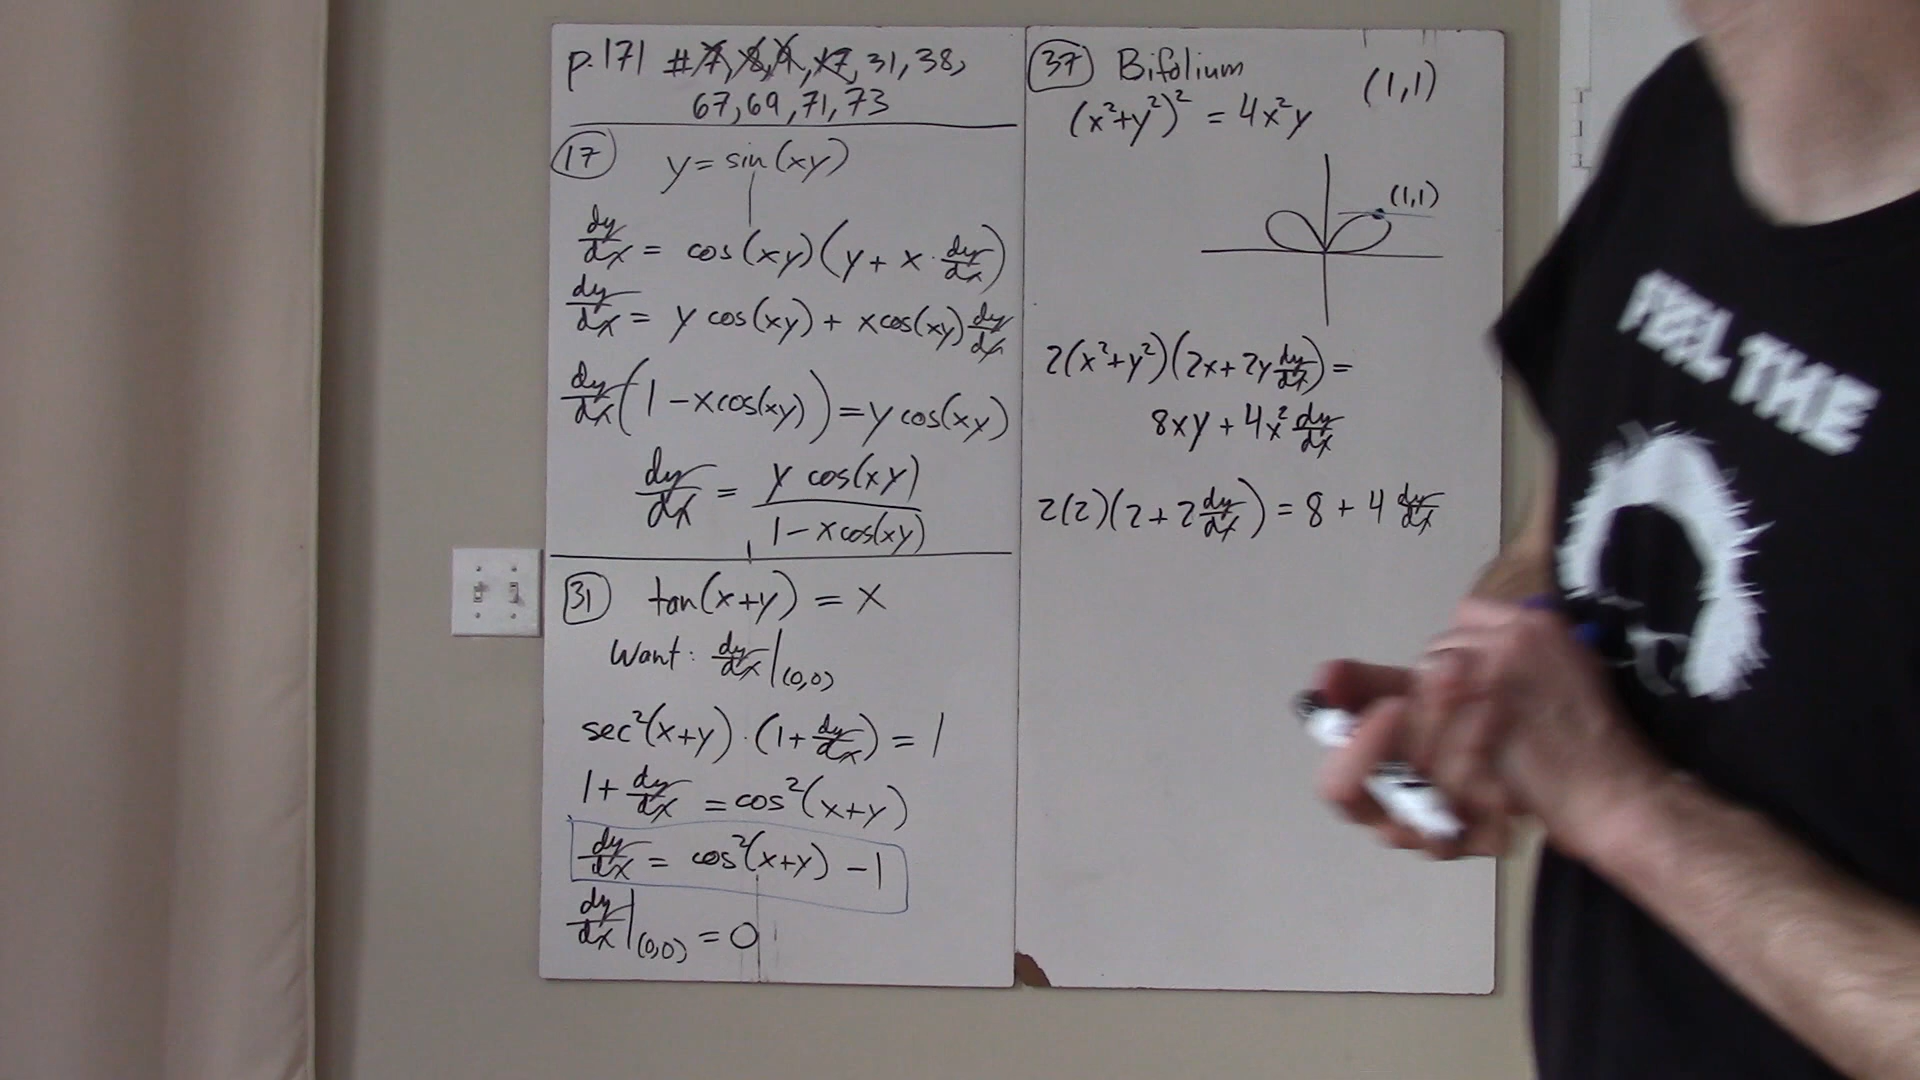 p.171 #7, 8, 9, 17, 31, 38,
67, 69, 71, 73
17 y = sin(xy)
dy/dx = cos(xy)(y + x · dy/dx)
dy/dx = y cos(xy) + x cos(xy) dy/dx
dy/dx (1 - x cos(xy)) = y cos(xy)
dy/dx = y cos(xy) / 1 - x cos(xy)
31 tan(x+y) = x
Want: dy/dx |(0,0)
sec²(x+y) · (1 + dy/dx) = 1
1 + dy/dx = cos²(x+y)
dy/dx = cos²(x+y) - 1
dy/dx |(0,0) = 0
37 Bifolium (1,1)
(x²+y²)² = 4x²y
(1,1)
2(x²+y²)(2x + 2y dy/dx) =
8xy + 4x² dy/dx
2(2)(2 + 2 dy/dx) = 8 + 4 dy/dx
FEEL THE